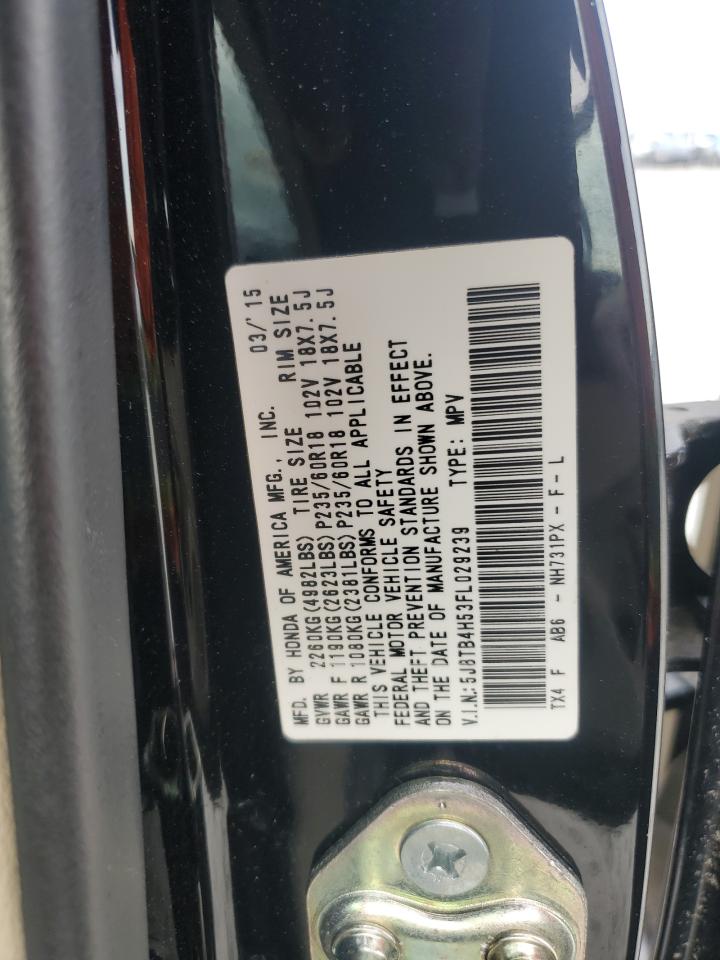 MFD. BY HONDA OF AMERICA MFG., INC. 03/'15
GVWR 2260KG(4982LBS) TIRE SIZE RIM SIZE
GAWR F 1190KG(2623LBS)P235/60R18 102V 18X7.5J
GAWR R 1080KG(2381LBS)P235/60R18 102V 18X7.5J
THIS VEHICLE CONFORMS TO ALL APPLICABLE
FEDERAL MOTOR VEHICLE SAFETY
AND THEFT PREVENTION STANDARDS IN EFFECT
ON THE DATE OF MANUFACTURE SHOWN ABOVE.
V.I.N.:5J8TB4H53FL029239 TYPE: MPV
TX4 F AB6 - NH731PX - F - L